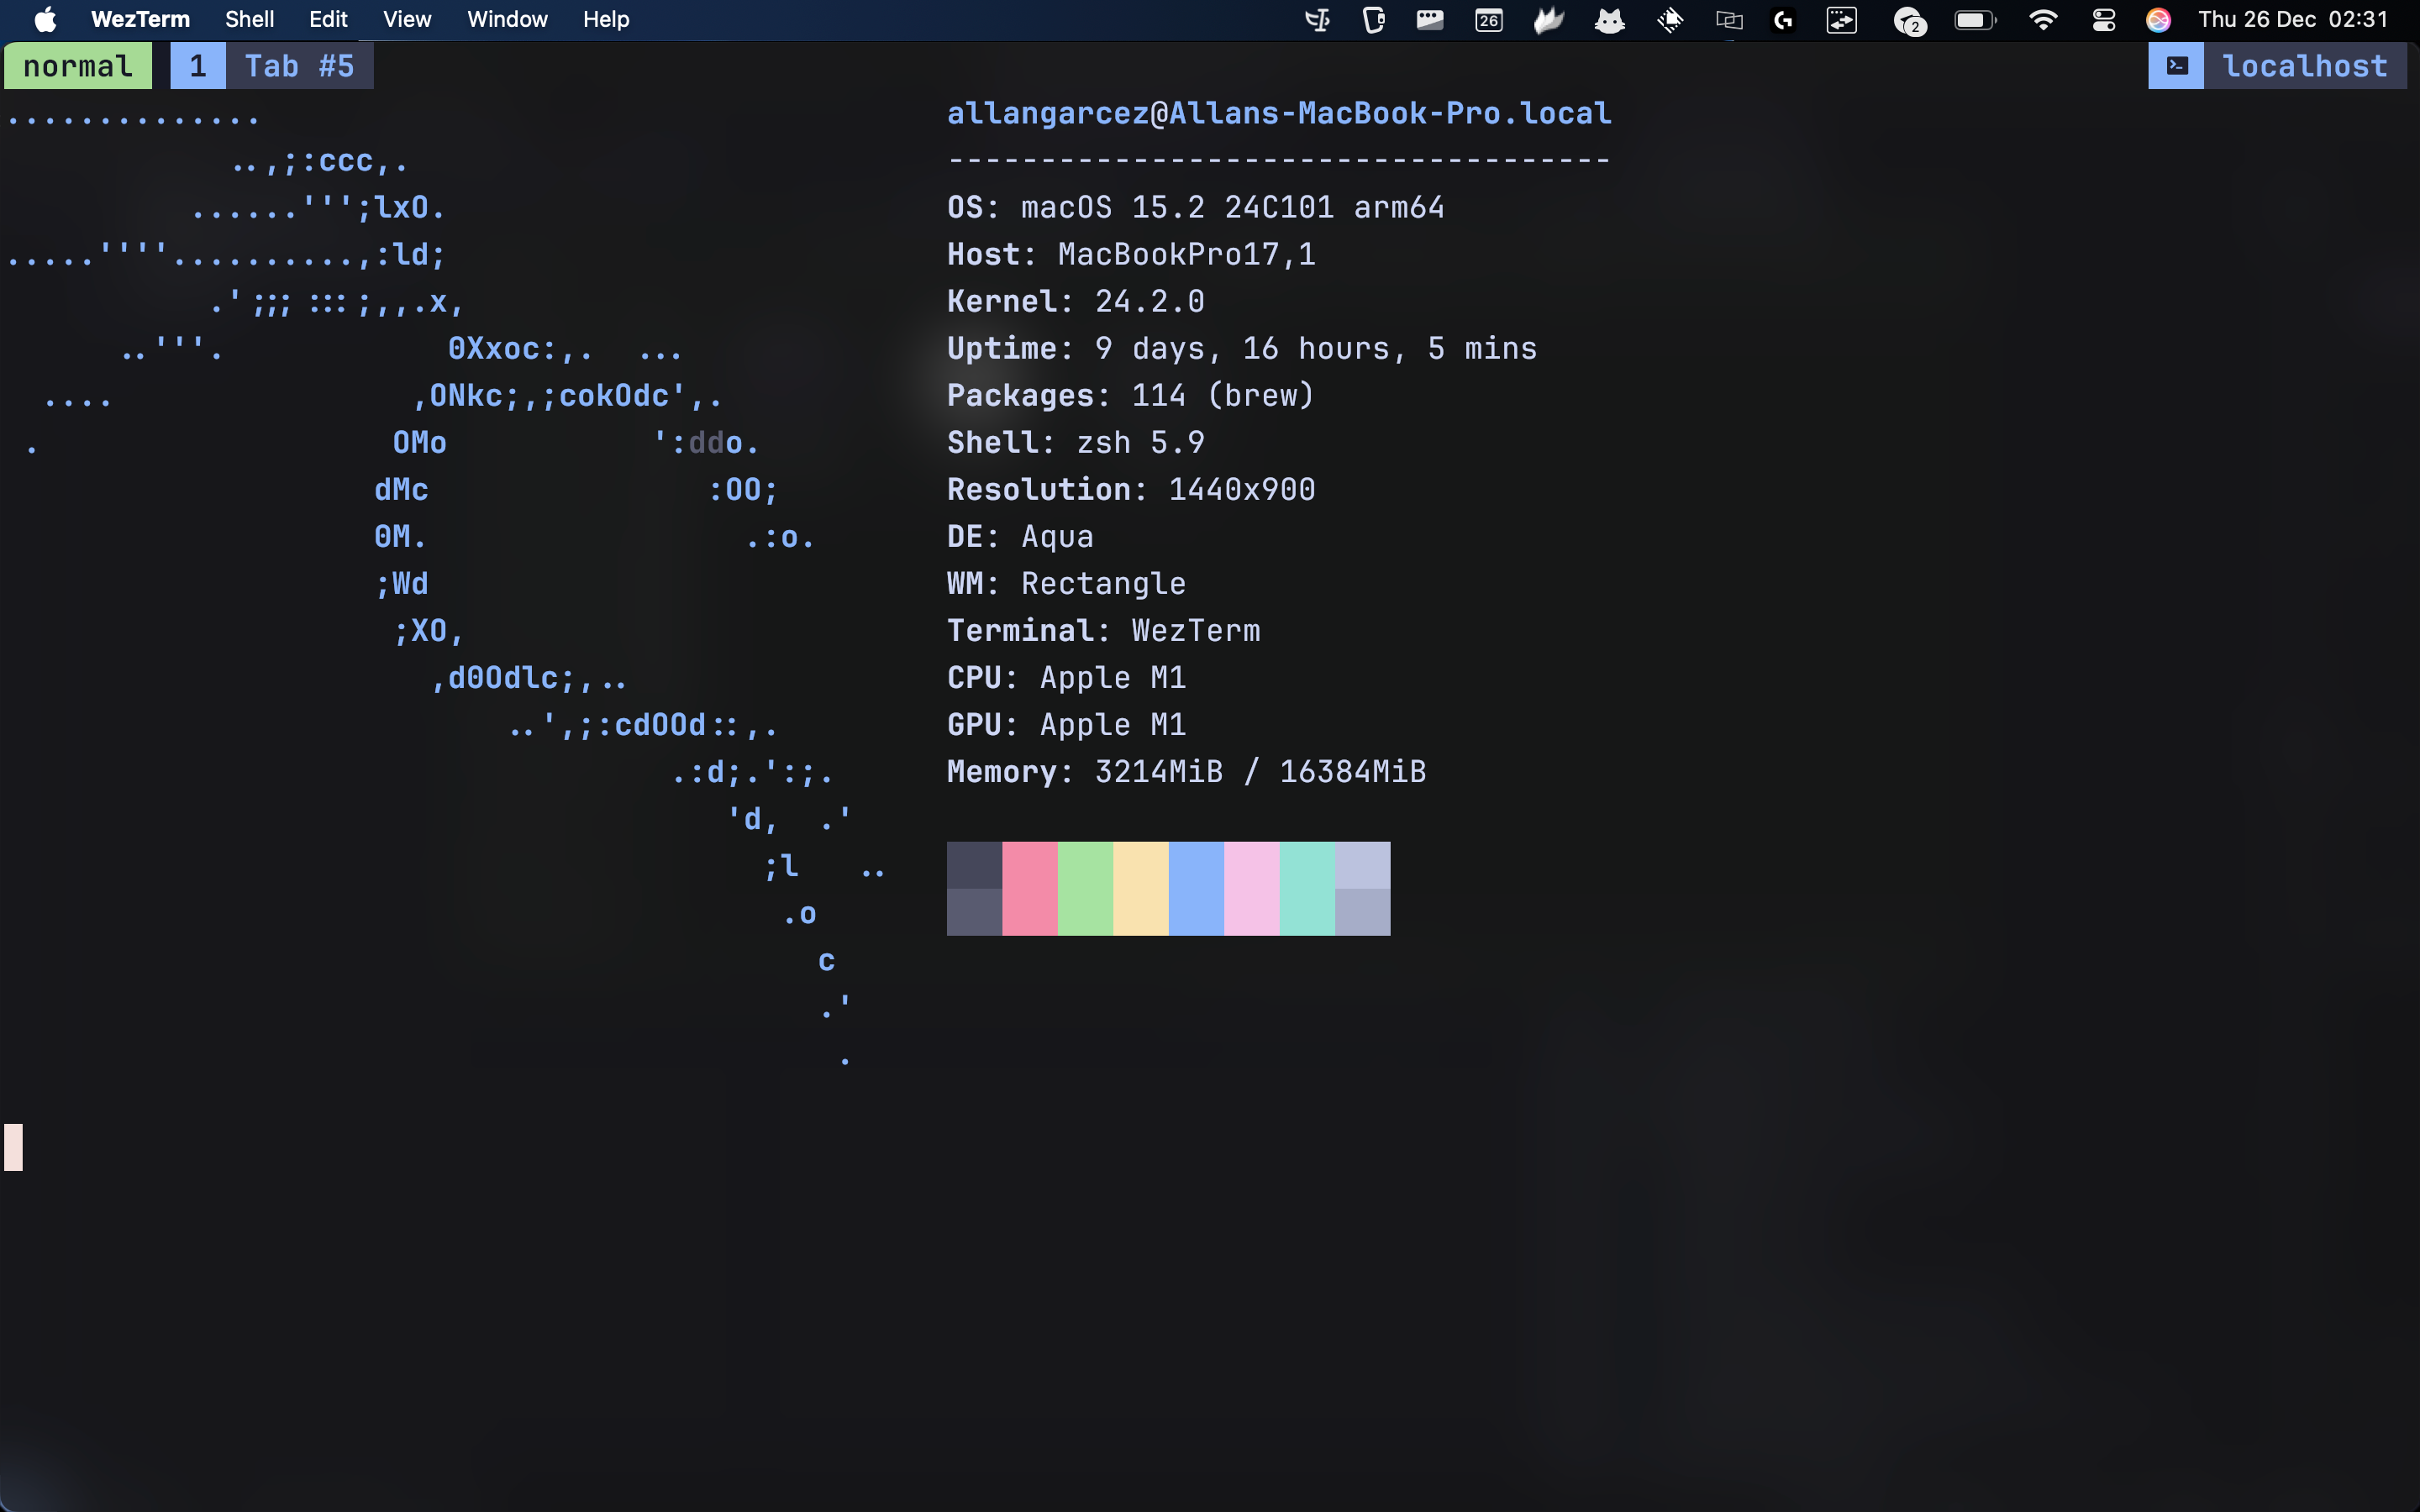 WezTerm Shell Edit View Window Help 26 2 Thu 26 Dec 02:31
normal 1 Tab #5 localhost
.............. allangarcez@Allans-MacBook-Pro.local
..,;:ccc,. ------------------------------------
......''';lxO. OS: macOS 15.2 24C101 arm64
.....''''..........,:ld; Host: MacBookPro17,1
.';;;:::;,,.x, Kernel: 24.2.0
..'''. 0Xxoc:,. ... Uptime: 9 days, 16 hours, 5 mins
.... ,ONkc;,;cokOdc',. Packages: 114 (brew)
. OMo ':ddo. Shell: zsh 5.9
dMc :OO; Resolution: 1440x900
0M. .:o. DE: Aqua
;Wd WM: Rectangle
;XO, Terminal: WezTerm
,d0Odlc;,.. CPU: Apple M1
..',;:cdOOd::,. GPU: Apple M1
.:d;.':;. Memory: 3214MiB / 16384MiB
'd, .'
;l ..
.o
c
.'
.